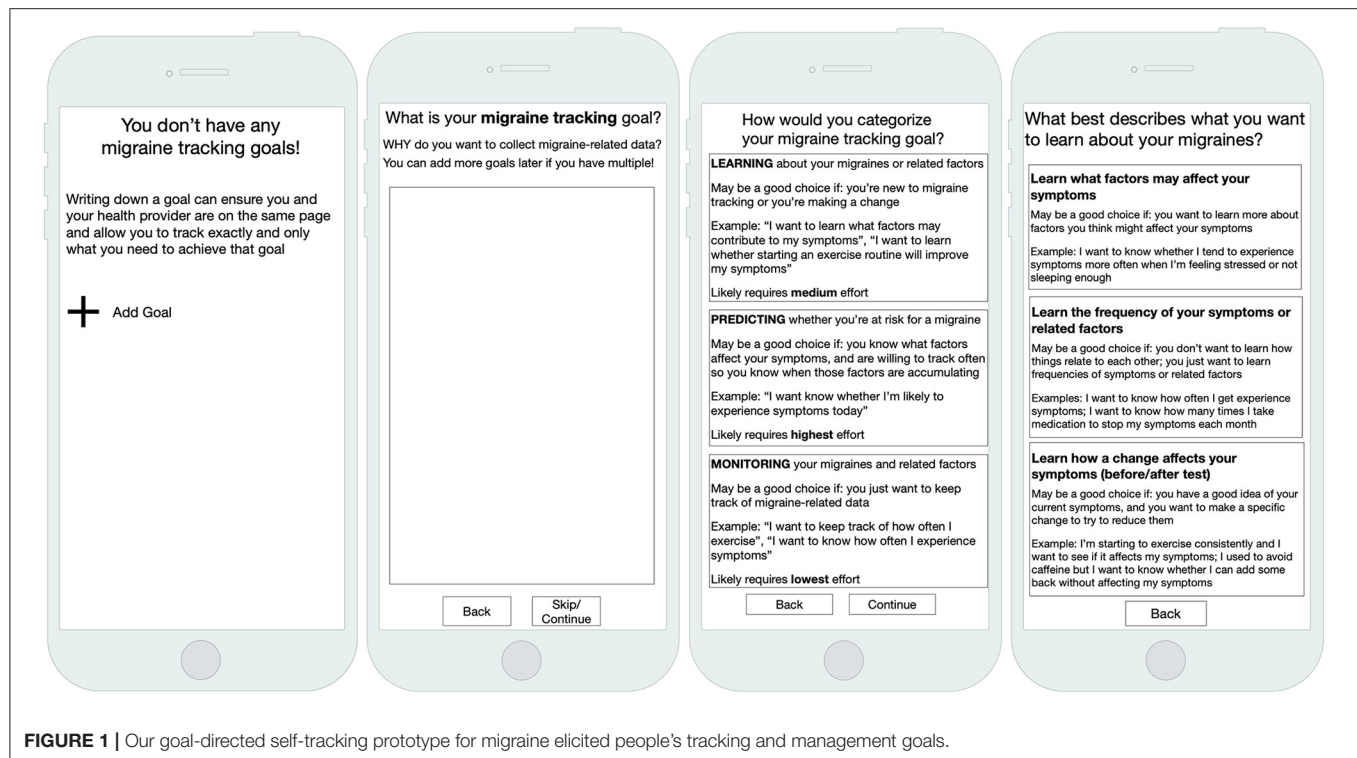 You don't have any
migraine tracking goals!
Writing down a goal can ensure you and
your health provider are on the same page
and allow you to track exactly and only
what you need to achieve that goal
Add Goal
What is your migraine tracking goal?
WHY do you want to collect migraine-related data?
You can add more goals later if you have multiple!
Back
Skip/
Continue
How would you categorize
your migraine tracking goal?
LEARNING about your migraines or related factors
May be a good choice if: you're new to migraine
tracking or you're making a change
Example: "I want to learn what factors may
contribute to my symptoms", "I want to learn
whether starting an exercise routine will improve
my symptoms"
Likely requires medium effort
PREDICTING whether you're at risk for a migraine
May be a good choice if: you know what factors
affect your symptoms, and are willing to track often
so you know when those factors are accumulating
Example: "I want know whether I'm likely to
experience symptoms today"
Likely requires highest effort
MONITORING your migraines and related factors
May be a good choice if: you just want to keep
track of migraine-related data
Example: "I want to keep track of how often I
exercise", "I want to know how often I experience
symptoms"
Likely requires lowest effort
Back
Continue
What best describes what you want
to learn about your migraines?
Learn what factors may affect your
symptoms
May be a good choice if: you want to learn more about
factors you think might affect your symptoms
Example: I want to know whether I tend to experience
symptoms more often when I'm feeling stressed or not
sleeping enough
Learn the frequency of your symptoms or
related factors
May be a good choice if: you don't want to learn how
things relate to each other; you just want to learn
frequencies of symptoms or related factors
Examples: I want to know how often I get experience
symptoms; I want to know how many times I take
medication to stop my symptoms each month
Learn how a change affects your
symptoms (before/after test)
May be a good choice if: you have a good idea of your
current symptoms, and you want to make a specific
change to try to reduce them
Example: I'm starting to exercise consistently and I
want to see if it affects my symptoms; I used to avoid
caffeine but I want to know whether I can add some
back without affecting my symptoms
Back
FIGURE 1 | Our goal-directed self-tracking prototype for migraine elicited people's tracking and management goals.